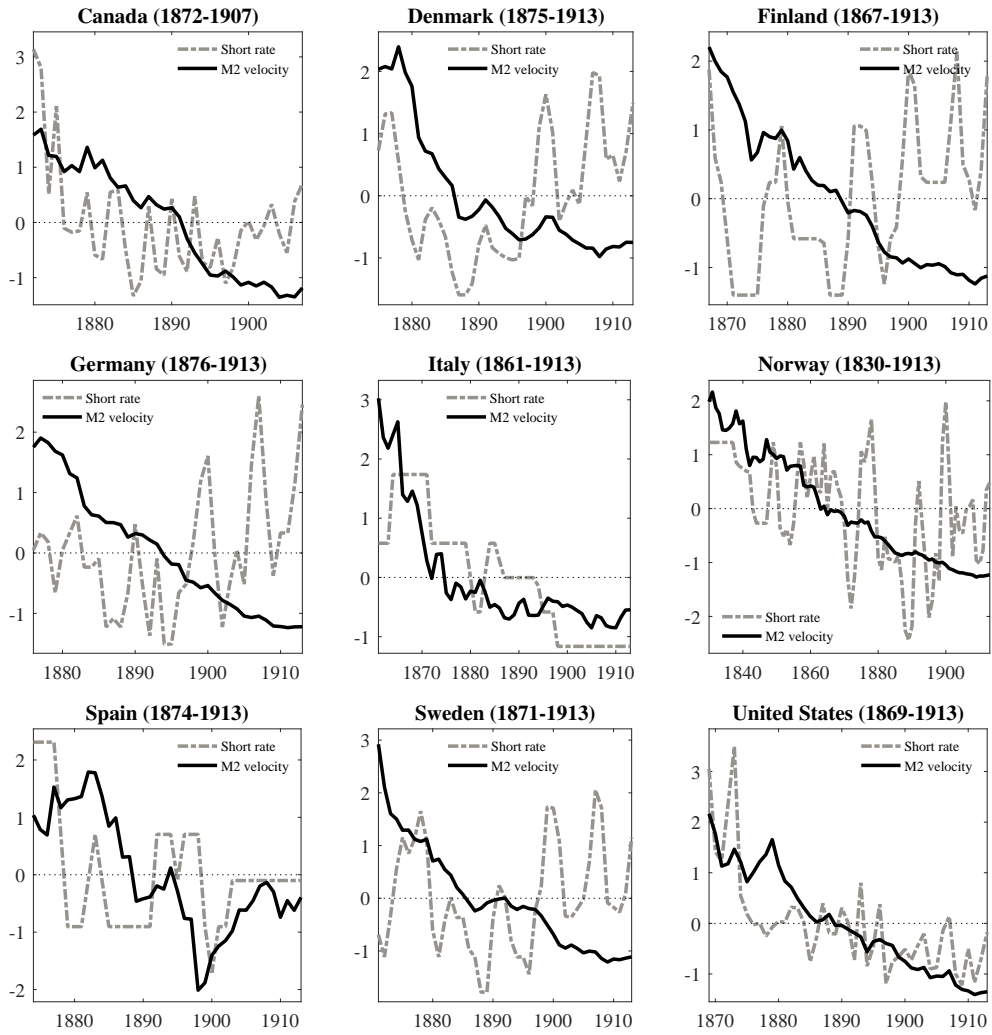 Canada (1872-1907)
Short rate
M2 velocity
3
2
1
0
-1
1880
1890
1900
Denmark (1875-1913)
Short rate
M2 velocity
2
1
0
-1
1880
1890
1900
1910
Finland (1867-1913)
Short rate
M2 velocity
2
1
0
-1
1870
1880
1890
1900
1910
Germany (1876-1913)
Short rate
M2 velocity
2
1
0
-1
1880
1890
1900
1910
Italy (1861-1913)
Short rate
M2 velocity
3
2
1
0
-1
1870
1880
1890
1900
1910
Norway (1830-1913)
2
1
0
-1
-2
Short rate
M2 velocity
1840
1860
1880
1900
Spain (1874-1913)
Short rate
M2 velocity
2
1
0
-1
-2
1880
1890
1900
1910
Sweden (1871-1913)
Short rate
M2 velocity
3
2
1
0
-1
1880
1890
1900
1910
United States (1869-1913)
Short rate
M2 velocity
3
2
1
0
-1
1870
1880
1890
1900
1910